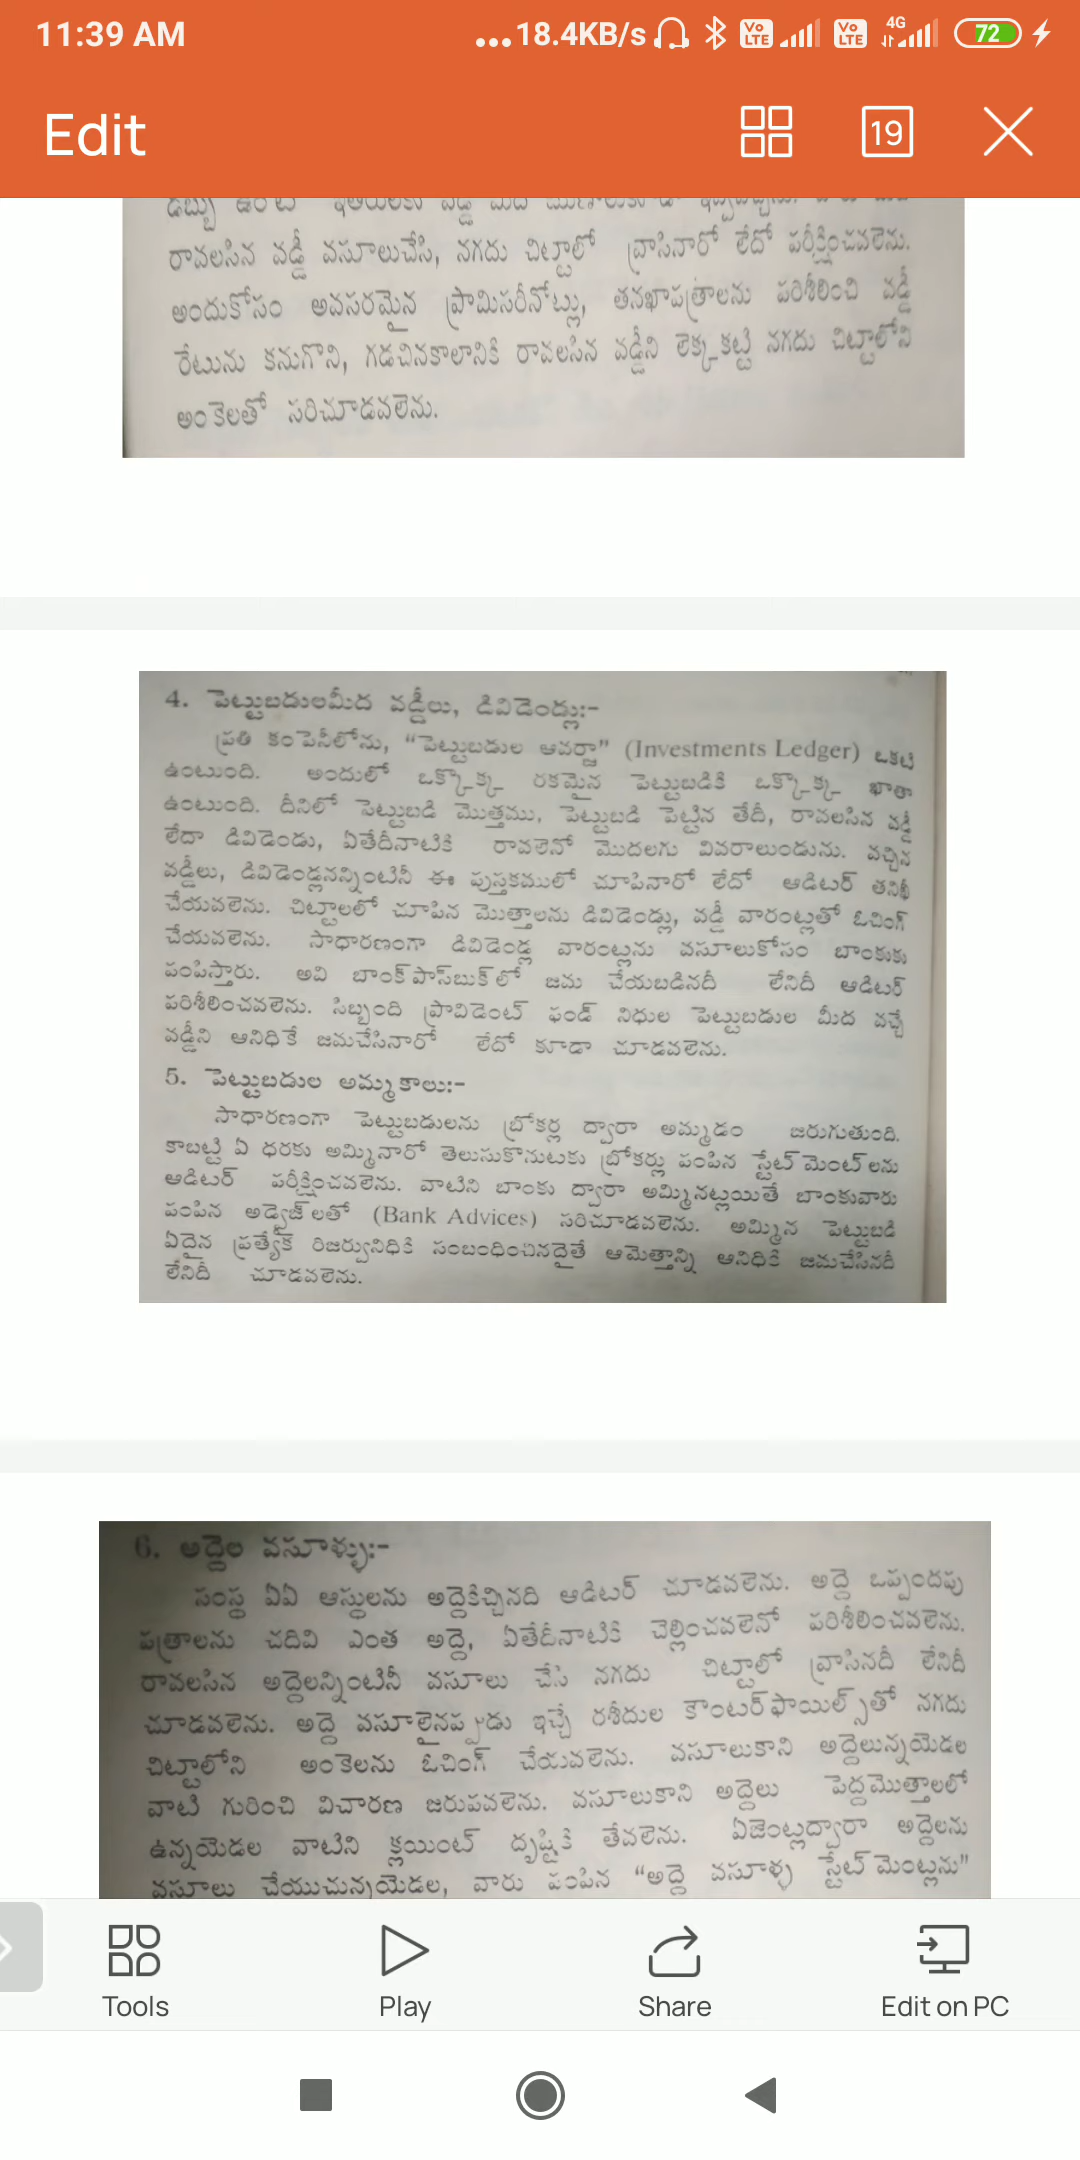 11:39 AM
...18.4KB/s
Vo LTE
Vo LTE
4G
72
Edit
19
రావలసిన వడ్డీ వసూలుచేసి, నగదు చిట్టాలో వ్రాసినారో లేదో పరీక్షించవలెను.
అందుకోసం అవసరమైన ప్రామిసరీనోట్లు, తనఖాపత్రాలను పరిశీలించి వడ్డీ
రేటును కనుగొని, గడచినకాలానికి రావలసిన వడ్డీని లెక్కకట్టి నగదు చిట్టాలోని
అంకెలతో సరిచూడవలెను.
4. పెట్టుబడులమీద వడ్డీలు, డివిడెండ్లు:-
ప్రతి కంపెనీలోను, "పెట్టుబడుల ఆవర్జా" (Investments Ledger) ఒకటి
ఉంటుంది. అందులో ఒక్కొక్క రకమైన పెట్టుబడికి ఒక్కొక్క ఖాతా
ఉంటుంది. దీనిలో పెట్టుబడి మొత్తము, పెట్టుబడి పెట్టిన తేదీ, రావలసిన వడ్డీ
లేదా డివిడెండు, ఏతేదీనాటికి రావలెనో మొదలగు వివరాలుండును. వచ్చిన
వడ్డీలు, డివిడెండ్లనన్నింటినీ ఈ పుస్తకములో చూపినారో లేదో ఆడిటర్ తనిఖీ
చేయవలెను. చిట్టాలలో చూపిన మొత్తాలను డివిడెండ్లు, వడ్డీ వారంట్లతో ఓచింగ్
చేయవలెను. సాధారణంగా డివిడెండ్ల వారంట్లును వసూలుకోసం బాంకుకు
పంపిస్తారు. అవి బాంక్‌పాస్‌బుక్‌లో జమ చేయబడినదీ లేనిదీ ఆడిటర్
పరిశీలించవలెను. సిబ్బంది ప్రావిడెంట్ ఫండ్ నిధుల పెట్టుబడుల మీద వచ్చే
వడ్డీని ఆనిధికే జమచేసినారో లేదో కూడా చూడవలెను.
5. పెట్టుబడుల అమ్మకాలు:-
సాధారణంగా పెట్టుబడులను బ్రోకర్ల ద్వారా అమ్మడం జరుగుతుంది.
కాబట్టి ఏ ధరకు అమ్మినారో తెలుసుకొనుటకు బ్రోకర్లు పంపిన స్టేట్‌మెంట్‌లను
ఆడిటర్ పరీక్షించవలెను. వాటిని బాంకు ద్వారా అమ్మినట్లయితే బాంకువారు
పంపిన అడ్వైజ్‌లతో (Bank Advices) సరిచూడవలెను. అమ్మిన పెట్టుబడి
ఏదైన ప్రత్యేక రిజర్వునిధికి సంబంధించినదైతే ఆమొత్తాన్ని ఆనిధికి జమచేసినదీ
లేనిదీ చూడవలెను.
6. అద్దెల వసూళ్ళు:-
సంస్థ ఏఏ ఆస్తులను అద్దెకిచ్చినది ఆడిటర్ చూడవలెను. అద్దె ఒప్పందపు
పత్రాలను చదివి ఎంత అద్దె, ఏతేదీనాటికి చెల్లించవలెనో పరిశీలించవలెను.
రావలసిన అద్దెలన్నింటినీ వసూలు చేసి నగదు చిట్టాలో వ్రాసినదీ లేనిదీ
చూడవలెను. అద్దె వసూలైనప్పుడు ఇచ్చే రశీదుల కౌంటర్‌ఫాయిల్స్‌తో నగదు
చిట్టాలోని అంకెలను ఓచింగ్ చేయవలెను. వసూలుకాని అద్దెలున్నయెడల
వాటి గురించి విచారణ జరుపవలెను. వసూలుకాని అద్దెలు పెద్దమొత్తాలలో
ఉన్నయెడల వాటిని క్లయింట్ దృష్టికి తేవలెను. ఏజెంట్లద్వారా అద్దెలను
వసూలు చేయుచున్నయెడల, వారు పంపిన "అద్దె వసూళ్ళ స్టేట్‌మెంట్లను"
Tools
Play
Share
Edit on PC